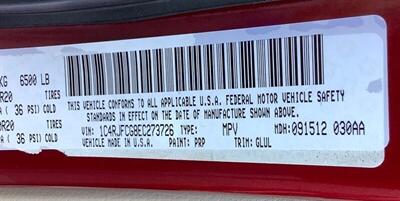 KG 6500 LB
R20 TIRES
A( 36 PSI) COLD
OR20 TIRES
A ( 36 PSI) COLD
THIS VEHICLE CONFORMS TO ALL APPLICABLE U.S.A. FEDERAL MOTOR VEHICLE SAFETY
STANDARDS IN EFFECT ON THE DATE OF MANUFACTURE SHOWN ABOVE.
VIN: 1C4RJFCG8EC273726 TYPE: MPV MDH:091512 030AA
VEHICLE MADE IN U.S.A. PAINT: PRP TRIM: GLUL